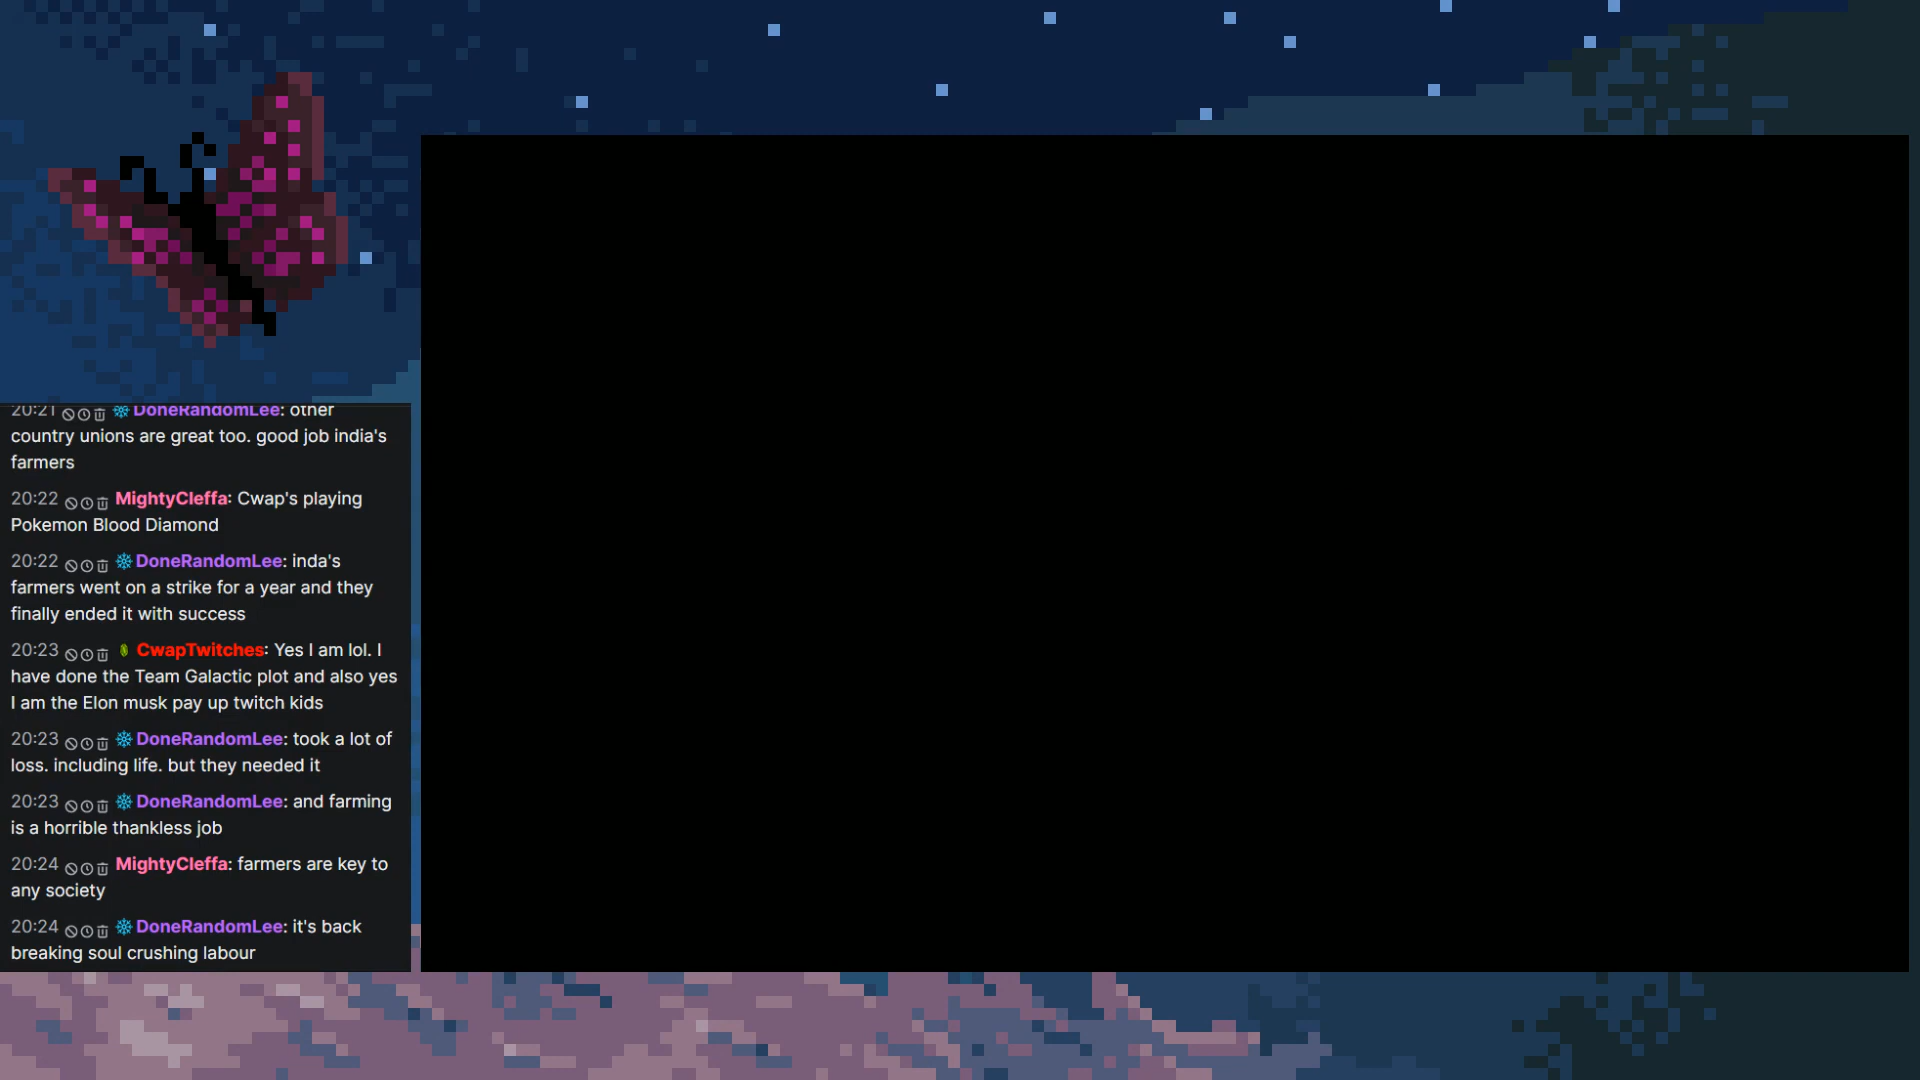 20:21 DoneRandomLee: other
country unions are great too. good job india's
farmers
20:22 MightyCleffa: Cwap's playing
Pokemon Blood Diamond
20:22 DoneRandomLee: inda's
farmers went on a strike for a year and they
finally ended it with success
20:23 CwapTwitches: Yes I am lol. I
have done the Team Galactic plot and also yes
I am the Elon musk pay up twitch kids
20:23 DoneRandomLee: took a lot of
loss. including life. but they needed it
20:23 DoneRandomLee: and farming
is a horrible thankless job
20:24 MightyCleffa: farmers are key to
any society
20:24 DoneRandomLee: it's back
breaking soul crushing labour